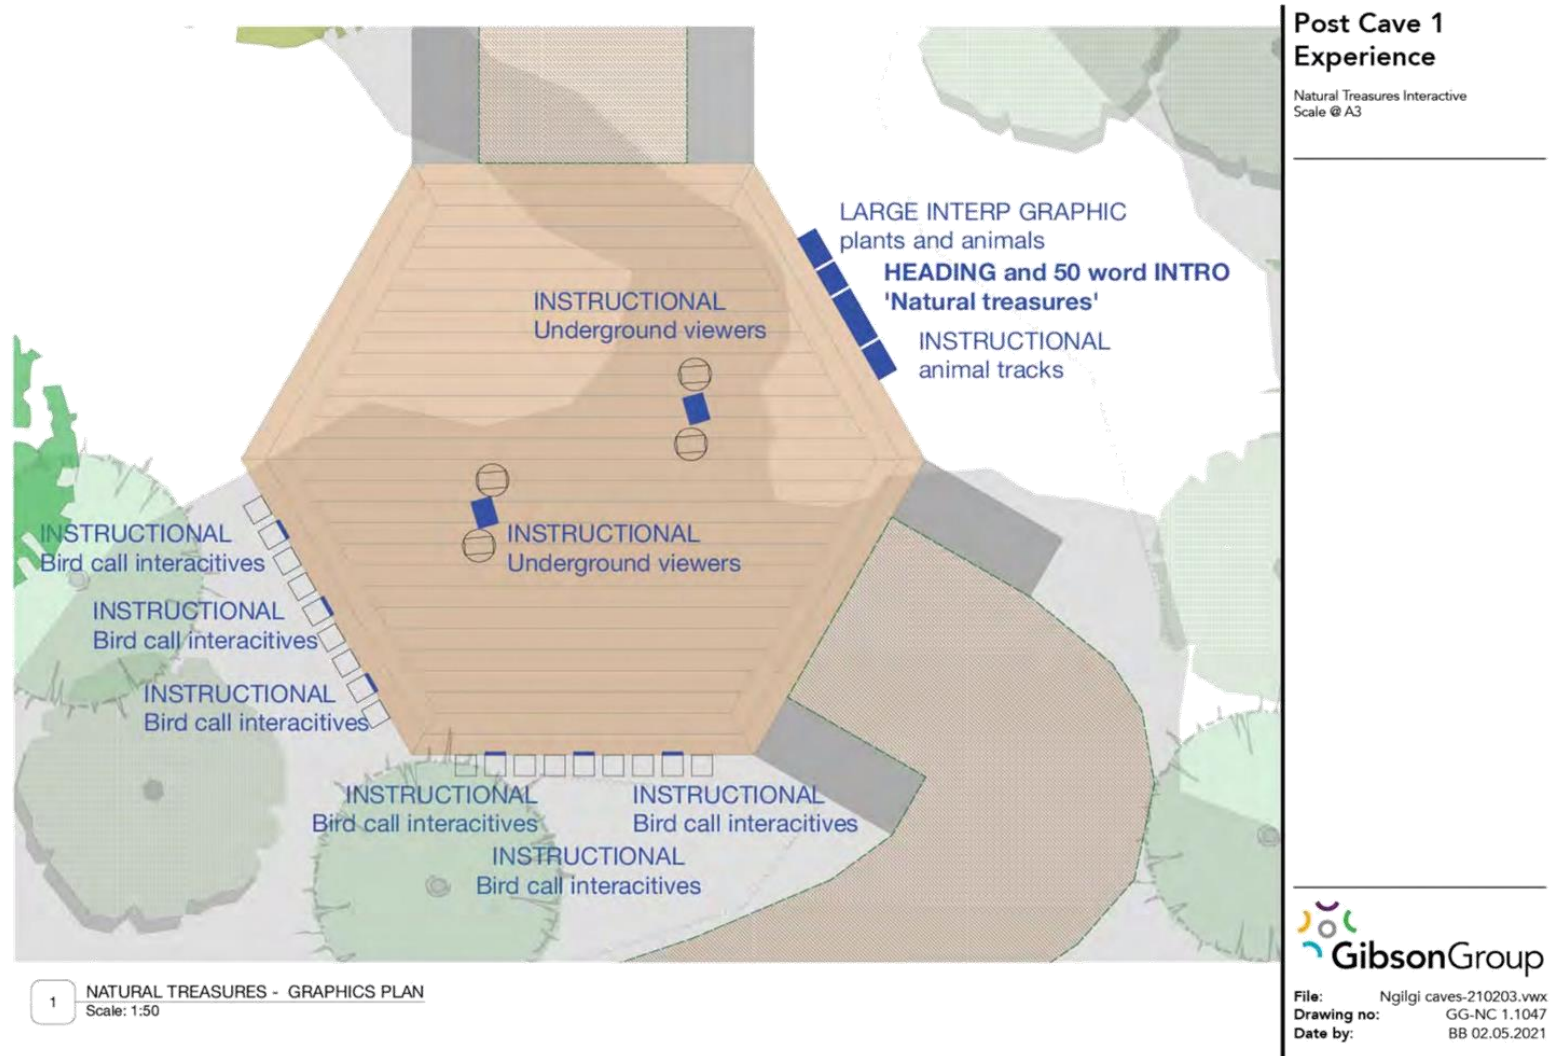 Post Cave 1
Experience
Natural Treasures Interactive
Scale @ A3
LARGE INTERP GRAPHIC
plants and animals
HEADING and 50 word INTRO
'Natural treasures'
INSTRUCTIONAL
animal tracks
INSTRUCTIONAL
Underground viewers
INSTRUCTIONAL
Underground viewers
INSTRUCTIONAL
Bird call interacitives
INSTRUCTIONAL
Bird call interacitives
INSTRUCTIONAL
Bird call interacitives
INSTRUCTIONAL
Bird call interacitives
INSTRUCTIONAL
Bird call interacitives
INSTRUCTIONAL
Bird call interacitives
1
NATURAL TREASURES - GRAPHICS PLAN
Scale: 1:50
GibsonGroup
File: Ngilgi caves-210203.vwx
Drawing no: GG-NC 1.1047
Date by: BB 02.05.2021